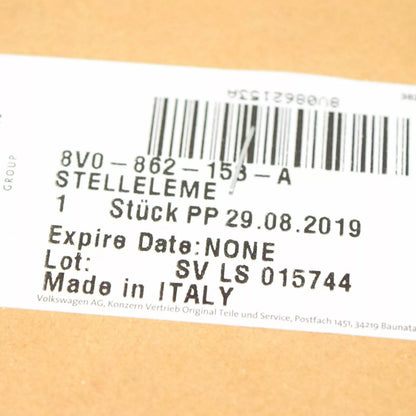 8V0862153A
8V0-862-153-A
STELLELEME
1 Stück PP 29.08.2019
Expire Date:NONE
Lot: SV LS 015744
Made in ITALY
Volkswagen AG, Konzern Vertrieb Original Teile und Service, Postfach 1451, 34219 Baunata
GROUP